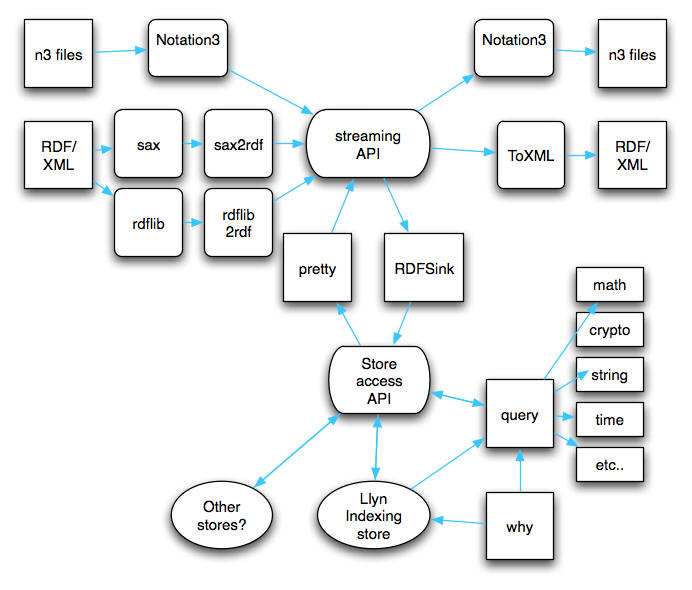 n3 files
Notation3
Notation3
n3 files
RDF/
XML
sax
sax2rdf
streaming
API
ToXML
RDF/
XML
rdflib
rdflib
2rdf
pretty
RDFSink
math
crypto
string
time
etc..
Store
access
API
query
Other
stores?
Llyn
Indexing
store
why